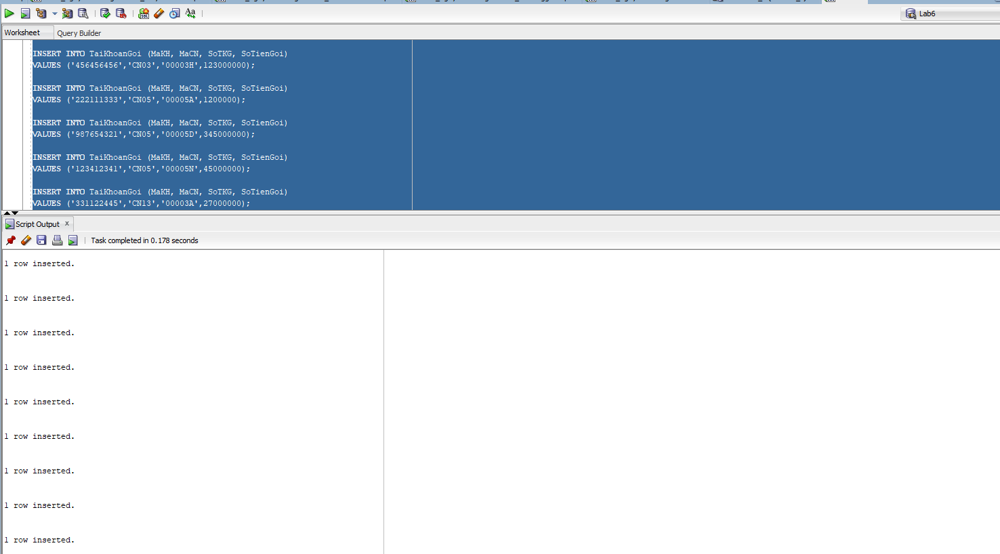 Lab6
Worksheet
Query Builder
INSERT INTO TaiKhoanGoi (MaKH, MaCN, SoTKG, SoTienGoi)
VALUES ('456456456','CN03','00003H',123000000);
INSERT INTO TaiKhoanGoi (MaKH, MaCN, SoTKG, SoTienGoi)
VALUES ('222111333','CN05','00005A',1200000);
INSERT INTO TaiKhoanGoi (MaKH, MaCN, SoTKG, SoTienGoi)
VALUES ('987654321','CN05','00005D',345000000);
INSERT INTO TaiKhoanGoi (MaKH, MaCN, SoTKG, SoTienGoi)
VALUES ('123412341','CN05','00005N',45000000);
INSERT INTO TaiKhoanGoi (MaKH, MaCN, SoTKG, SoTienGoi)
VALUES ('331122445','CN13','00003A',27000000);
Script Output x
Task completed in 0.178 seconds
1 row inserted.
1 row inserted.
1 row inserted.
1 row inserted.
1 row inserted.
1 row inserted.
1 row inserted.
1 row inserted.
1 row inserted.